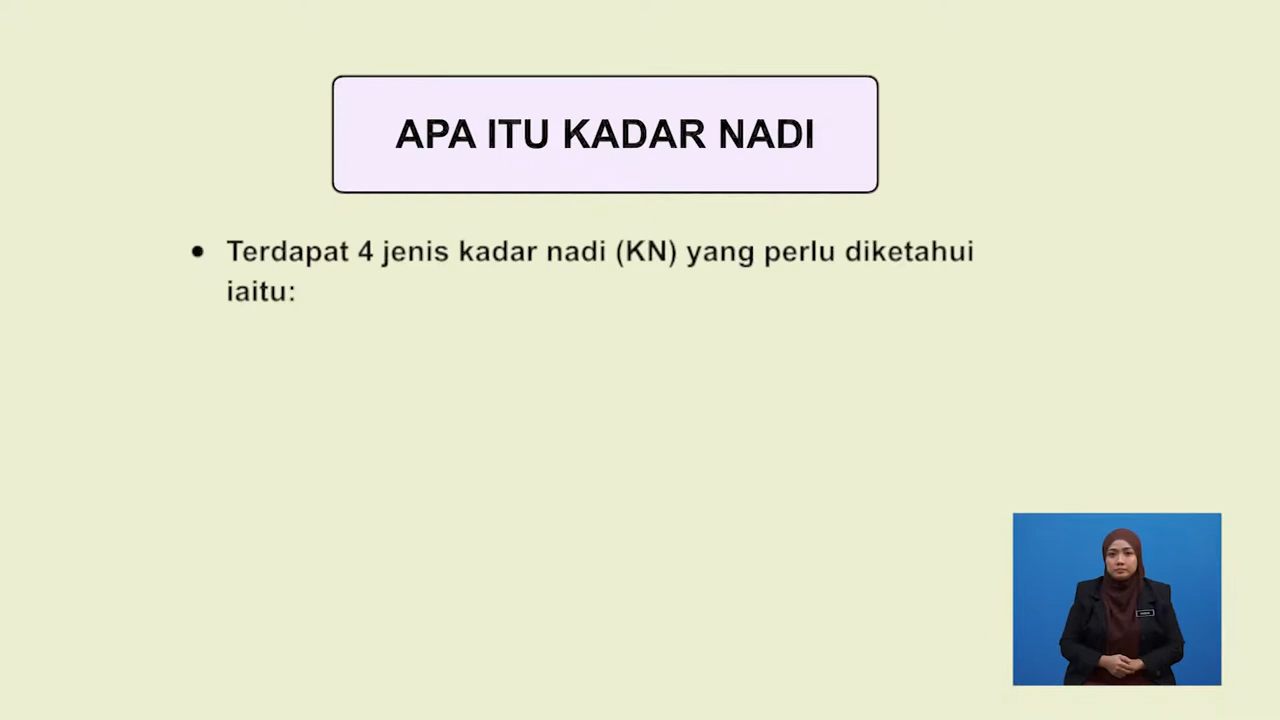 APA ITU KADAR NADI
• Terdapat 4 jenis kadar nadi (KN) yang perlu diketahui
iaitu: